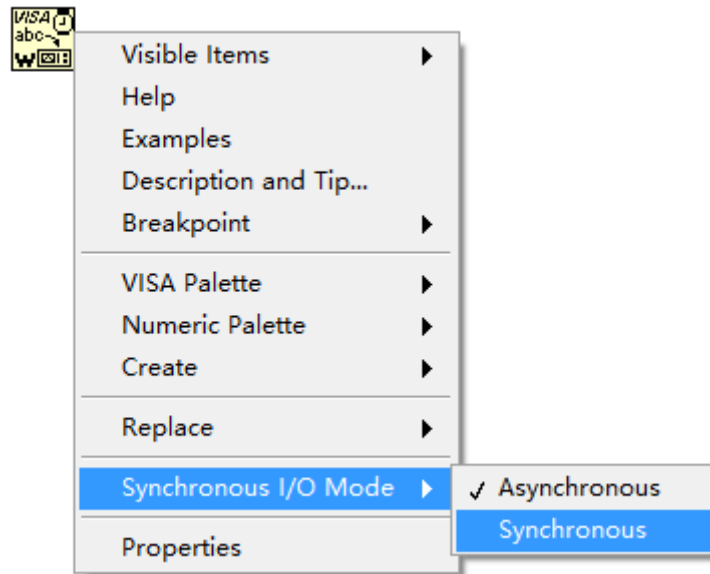 VISA
abc
W
Visible Items
Help
Examples
Description and Tip...
Breakpoint
VISA Palette
Numeric Palette
Create
Replace
Synchronous I/O Mode
Asynchronous
Synchronous
Properties